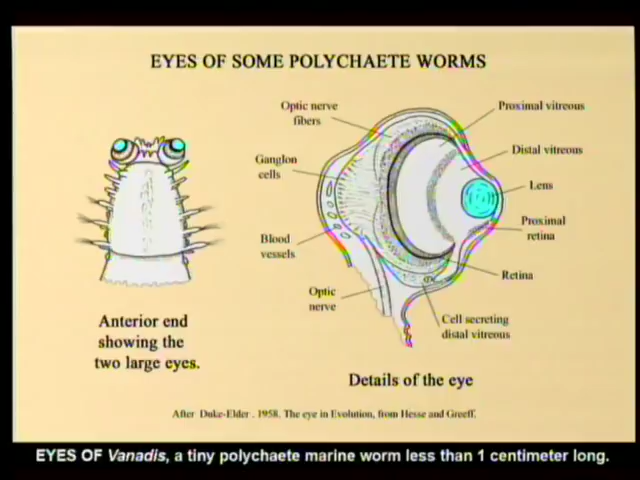 EYES OF SOME POLYCHAETE WORMS
Optic nerve
fibers
Proximal vitreous
Distal vitreous
Ganglon
cells
Lens
Proximal
retina
Blood
vessels
Retina
Optic
nerve
Cell secreting
distal vitreous
Anterior end
showing the
two large eyes.
Details of the eye
After Duke-Elder . 1958. The eye in Evolution, from Hesse and Greeff.
EYES OF Vanadis, a tiny polychaete marine worm less than 1 centimeter long.